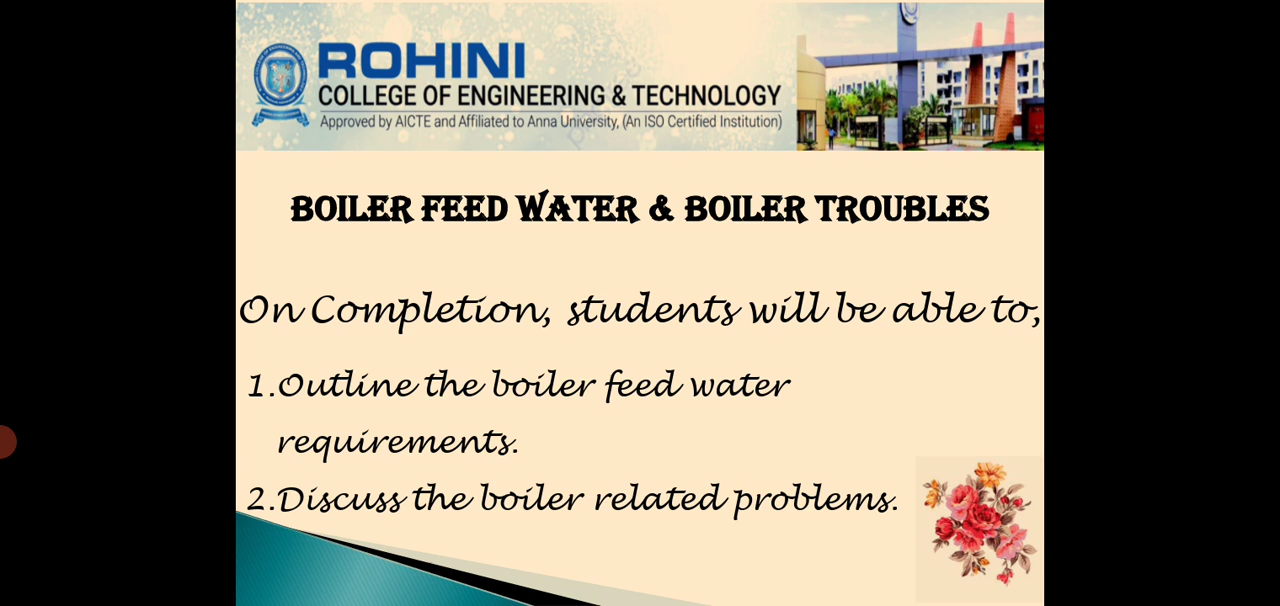 ROHINI
COLLEGE OF ENGINEERING & TECHNOLOGY
Approved by AICTE and Affiliated to Anna University, (An ISO Certified Institution)
BOILER FEED WATER & BOILER TROUBLES
On Completion, students will be able to,
1.Outline the boiler feed water
requirements.
2.Discuss the boiler related problems.